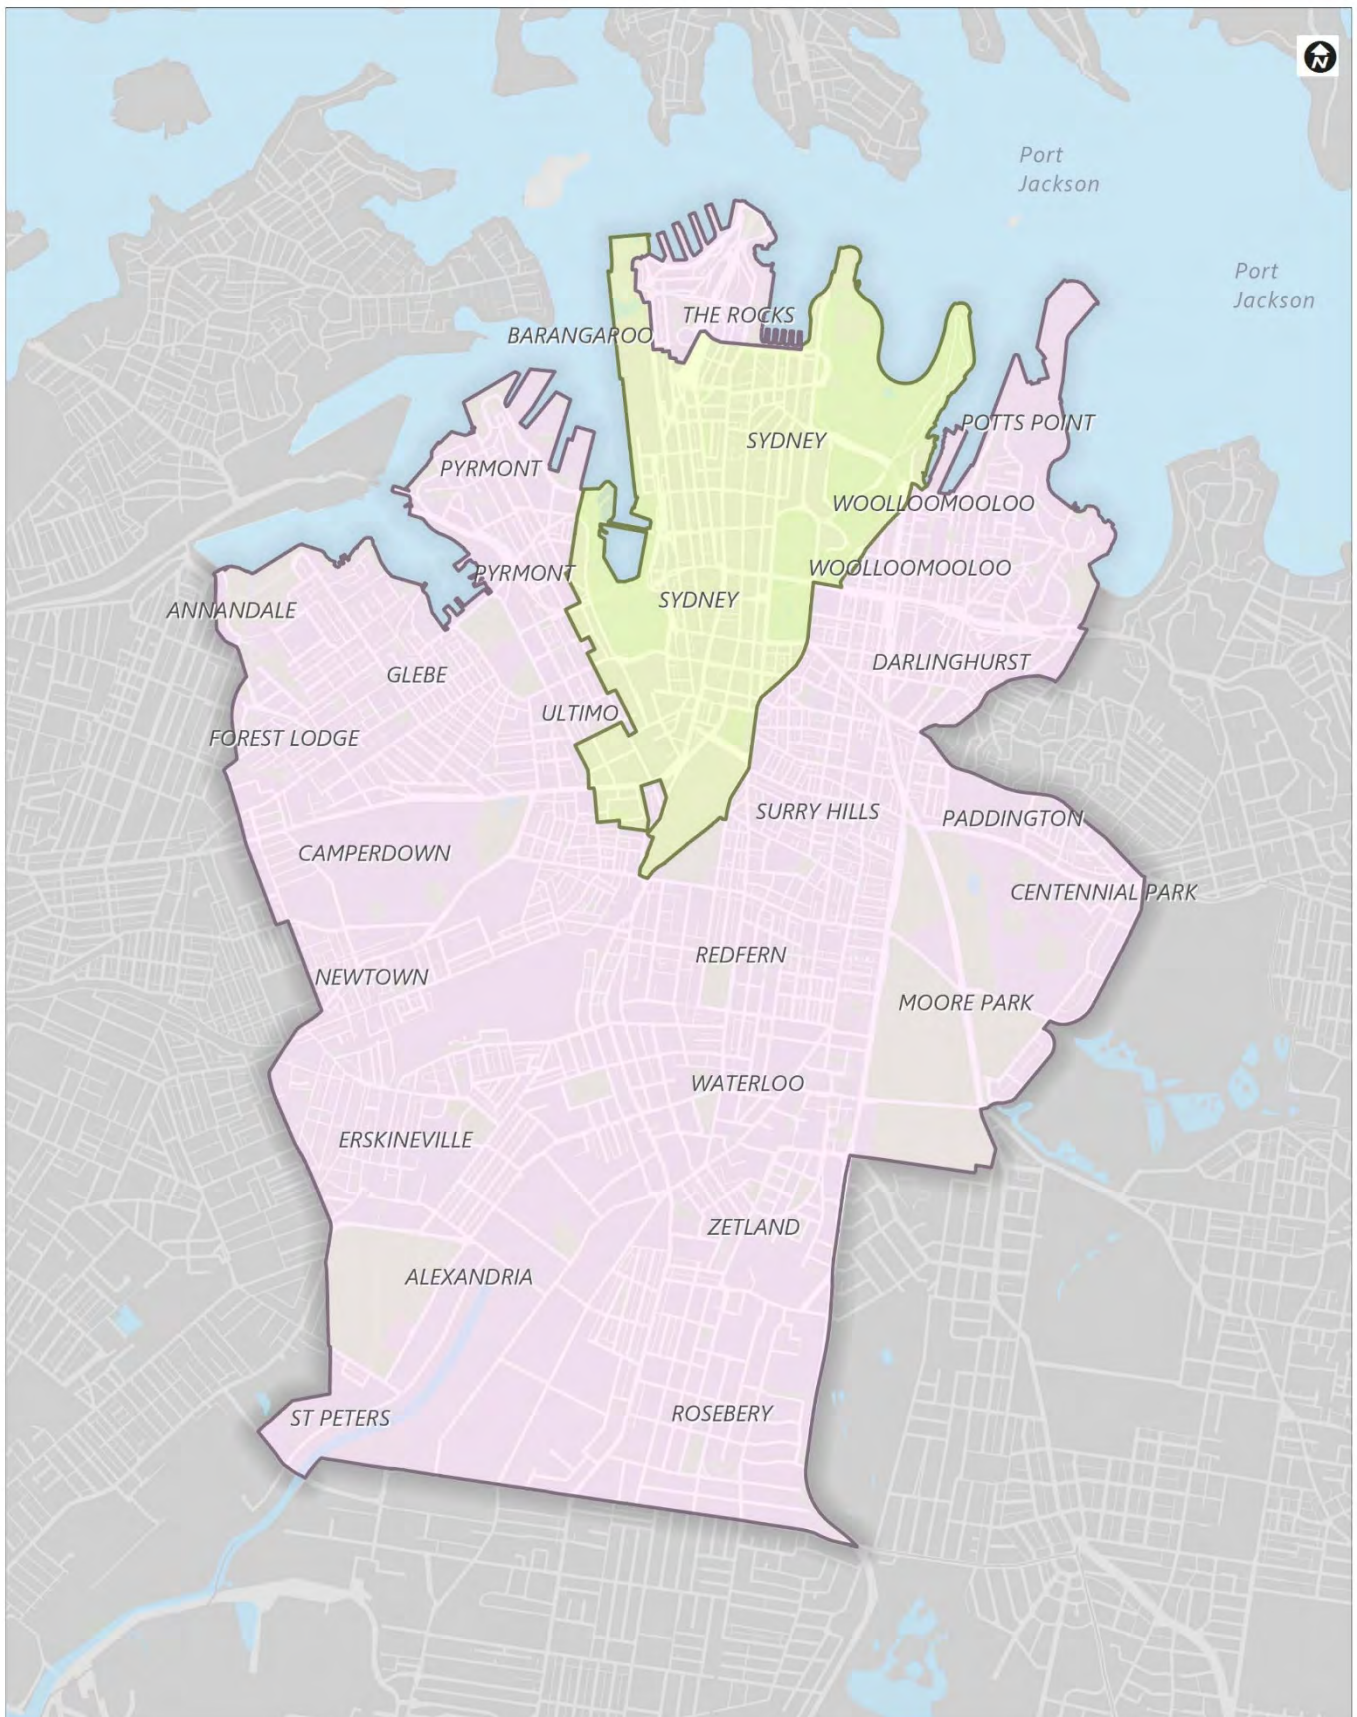 N
Port
Jackson
Port
Jackson
THE ROCKS
BARANGAROO
POTTS POINT
SYDNEY
PYRMONT
WOOLLOOMOOLOO
WOOLLOOMOOLOO
PYRMONT
SYDNEY
ANNANDALE
DARLINGHURST
GLEBE
ULTIMO
FOREST LODGE
SURRY HILLS
PADDINGTON
CAMPERDOWN
CENTENNIAL PARK
REDFERN
NEWTOWN
MOORE PARK
WATERLOO
ERSKINEVILLE
ZETLAND
ALEXANDRIA
ROSEBERY
ST PETERS